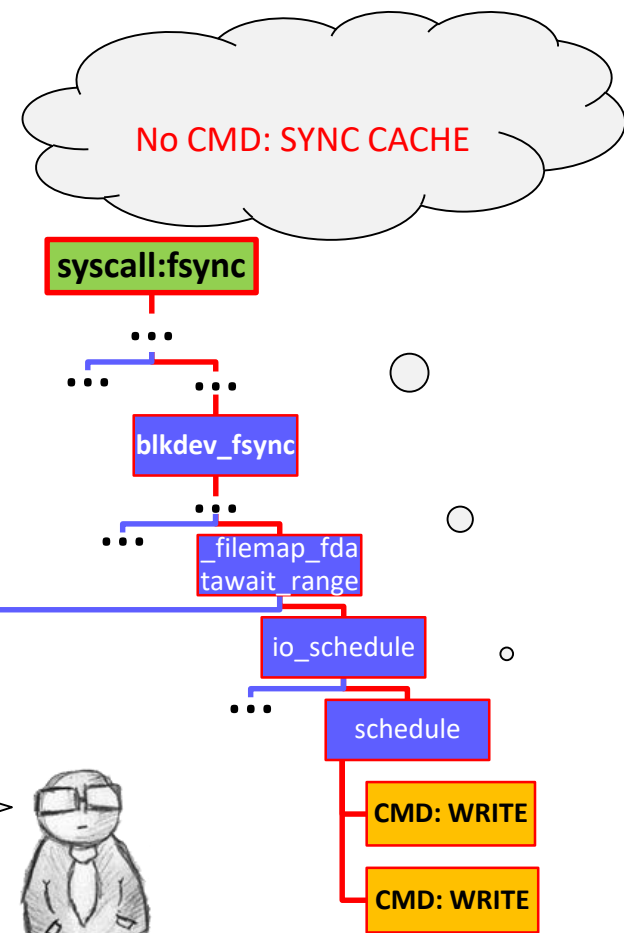 No CMD: SYNC CACHE
syscall:fsync
...
... ...
blkdev_fsync
...
...
_filemap_fda
tawait_range
io_schedule
...
schedule
CMD: WRITE
CMD: WRITE